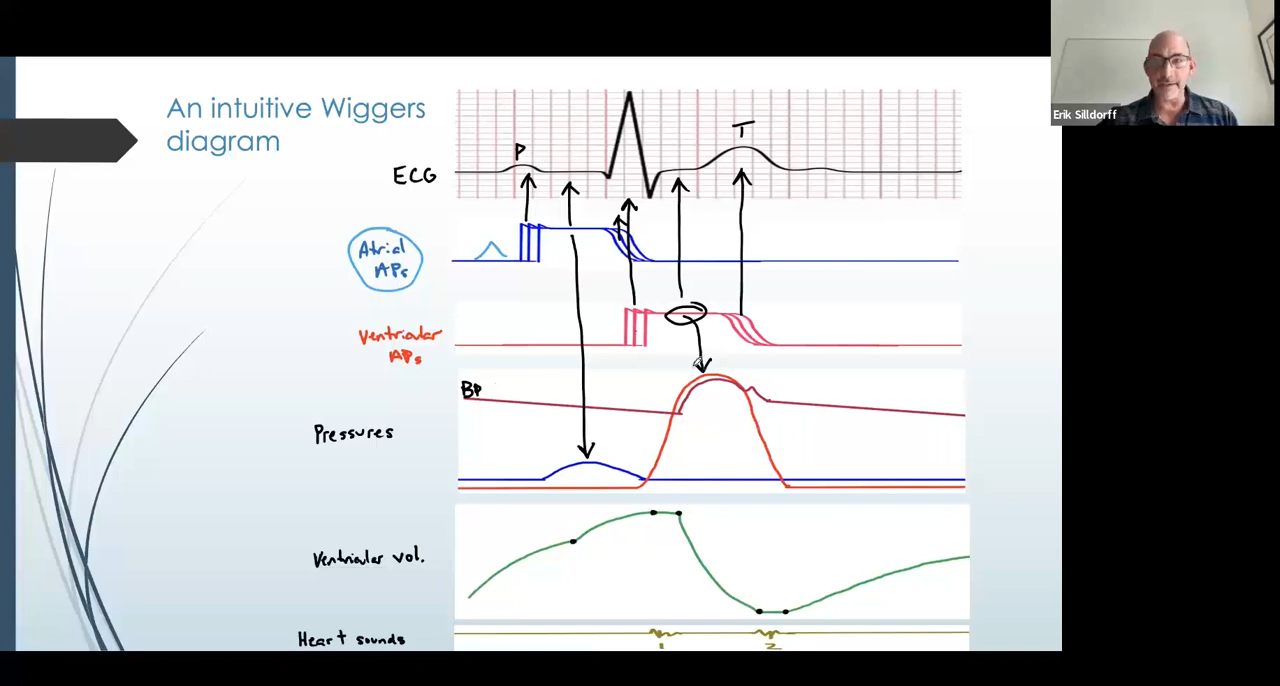 Erik Silldorff
An intuitive Wiggers
diagram
P
T
ECG
Atrial
APs
Ventricular
APs
BP
Pressures
Ventricular vol.
Heart sounds
1
2